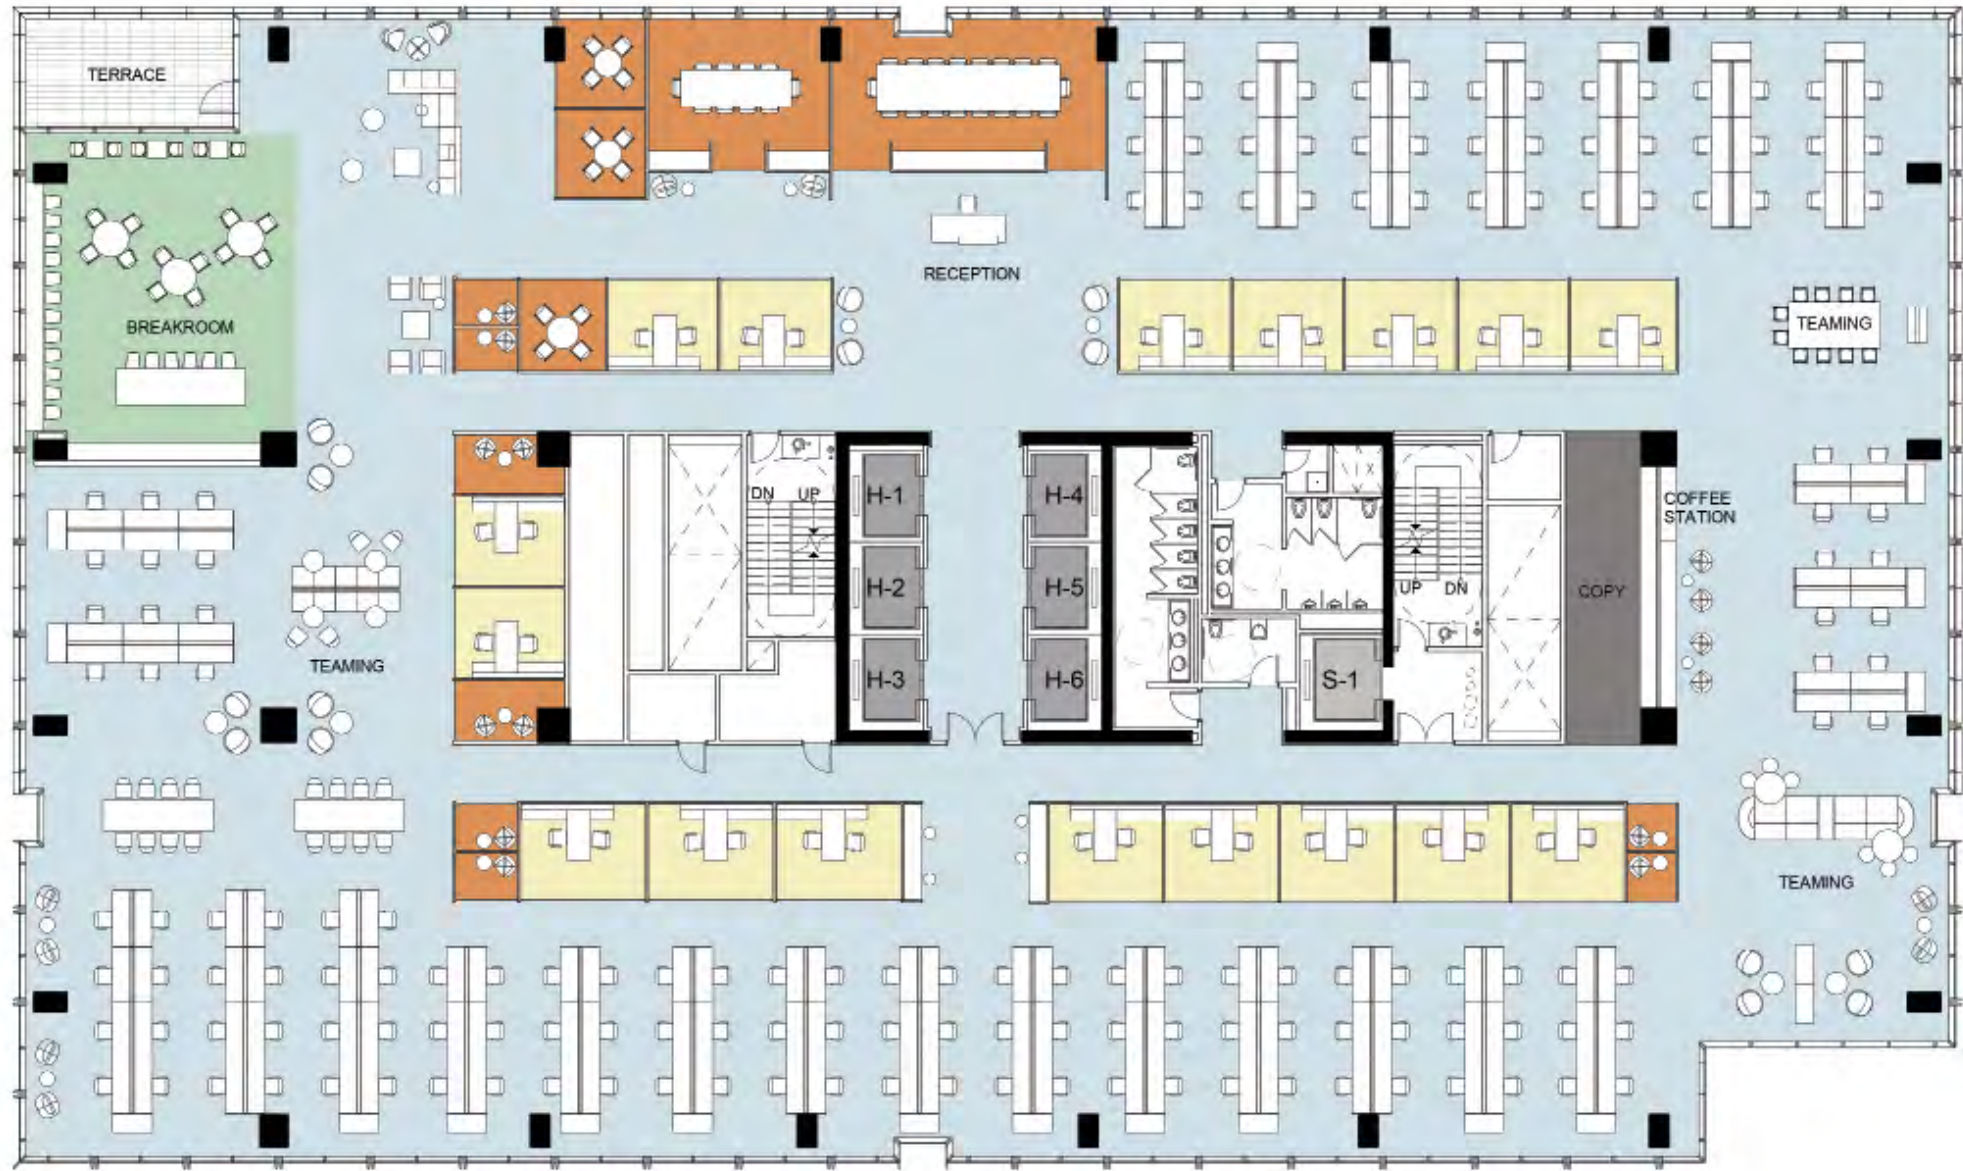 TERRACE
RECEPTION
BREAKROOM
TEAMING
DN UP
H-1
H-4
COFFEE
STATION
H-2
H-5
UP DN
COPY
TEAMING
H-3
H-6
S-1
TEAMING